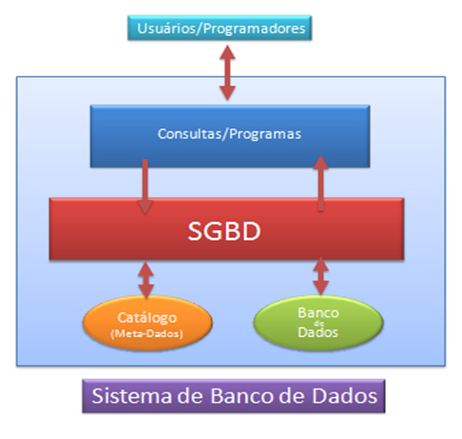 Usuários/Programadores
Consultas/Programas
SGBD
Catálogo
(Meta-Dados)
Banco
de
Dados
Sistema de Banco de Dados